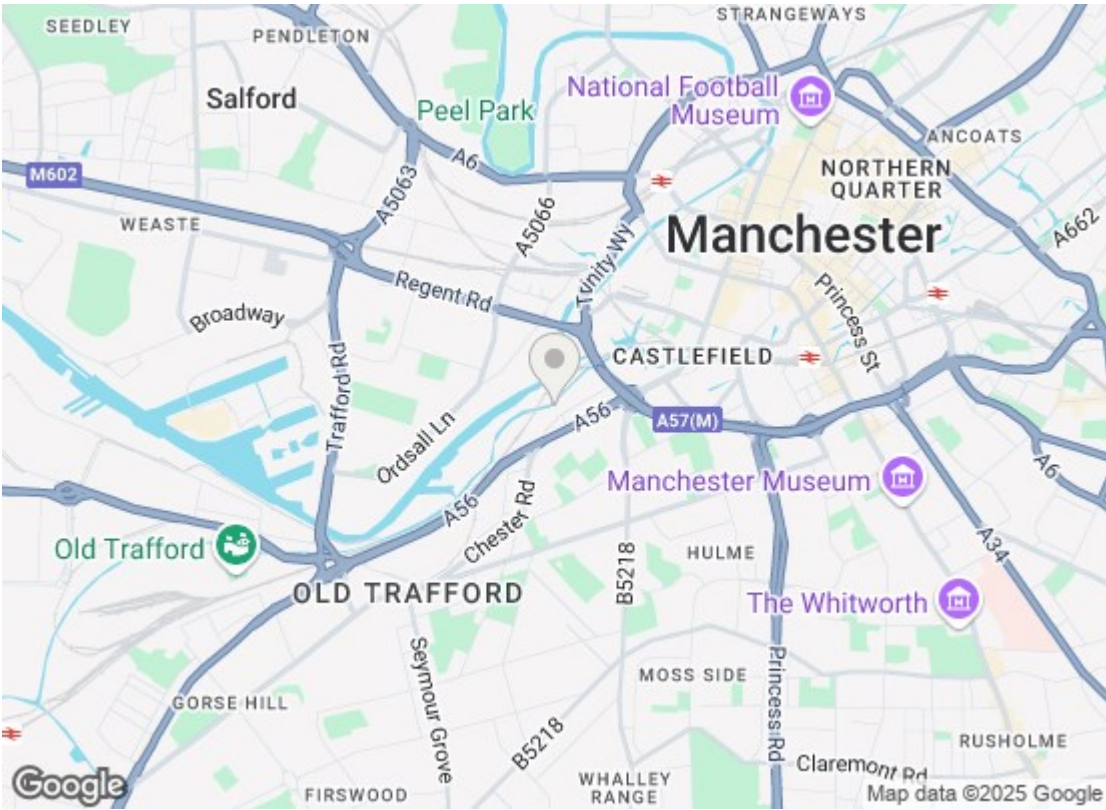 STRANGEWAYS
SEEDLEY
PENDLETON
National Football
Museum
Salford
Peel Park
ANCOATS
A6
NORTHERN
QUARTER
M602
A5063
WEASTE
A5066
Manchester
A662
Trinity Wy
Regent Rd
Princess St
Broadway
Trafford Rd
CASTLEFIELD
A56
A57(M)
Ordsall Ln
A6
Manchester Museum
A56
Chester Rd
A34
Old Trafford
HULME
B5218
OLD TRAFFORD
The Whitworth
Seymour Grove
MOSS SIDE
Princess Rd
GORSE HILL
B5218
RUSHOLME
Claremont Rd
WHALLEY
RANGE
FIRSWOOD
Google
Map data ©2025 Google